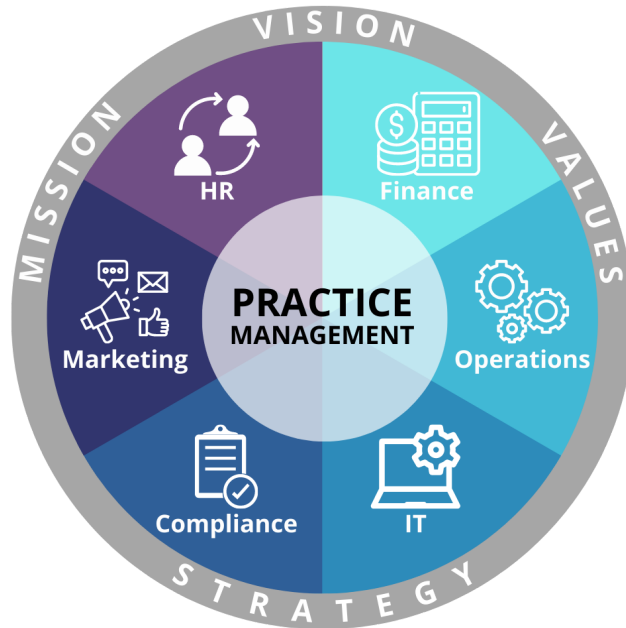 VISION
MISSION
VALUES
HR
Finance
PRACTICE
MANAGEMENT
Marketing
Operations
Compliance
IT
STRATEGY